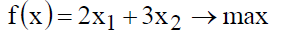 f(x) = 2x₁ + 3x₂ → max